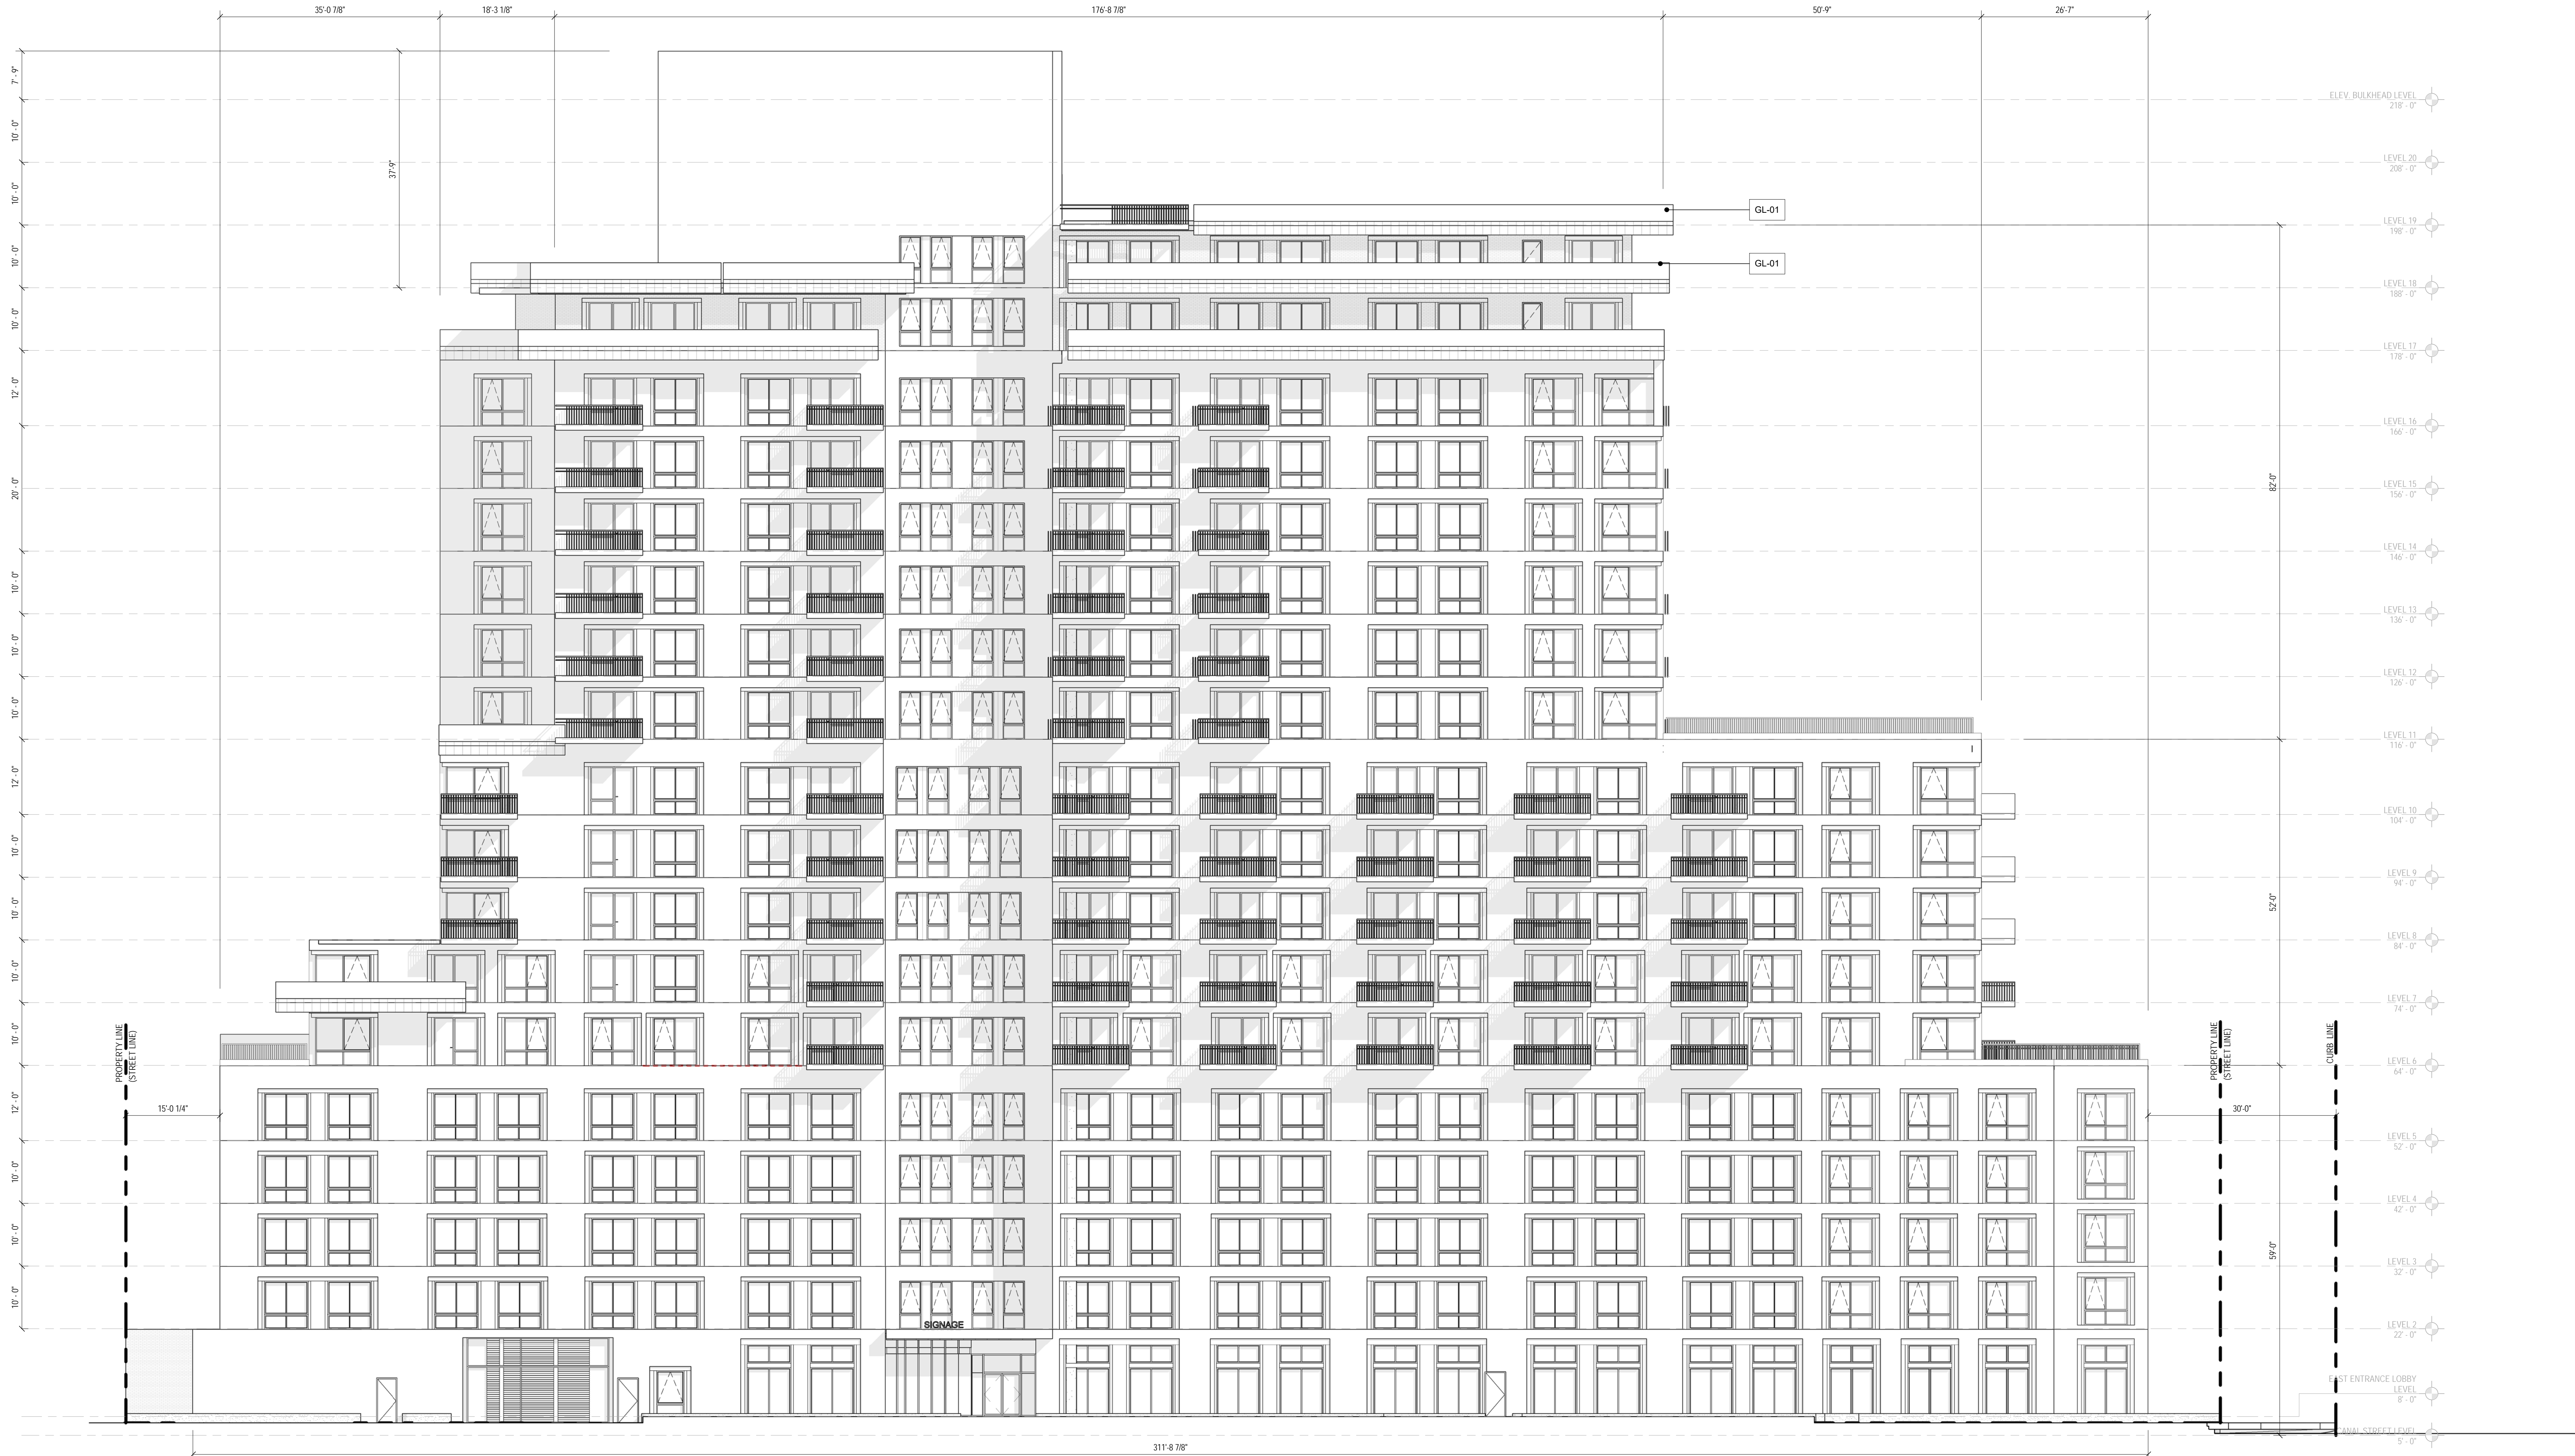 35'-0 7/8"
18'-3 1/8"
176'-8 7/8"
50'-9"
26'-7"
7' - 9"
ELEV. BULKHEAD LEVEL
218' - 0"
10' - 0"
37'-9"
LEVEL 20
208' - 0"
10' - 0"
GL-01
LEVEL 19
198' - 0"
10' - 0"
GL-01
LEVEL 18
188' - 0"
10' - 0"
LEVEL 17
178' - 0"
12' - 0"
LEVEL 16
166' - 0"
20' - 0"
82'-0"
LEVEL 15
156' - 0"
LEVEL 14
146' - 0"
10' - 0"
LEVEL 13
136' - 0"
10' - 0"
LEVEL 12
126' - 0"
10' - 0"
LEVEL 11
116' - 0"
12' - 0"
LEVEL 10
104' - 0"
10' - 0"
LEVEL 9
94' - 0"
10' - 0"
52'-0"
LEVEL 8
84' - 0"
10' - 0"
LEVEL 7
74' - 0"
10' - 0"
PROPERTY LINE
(STREET LINE)
PROPERTY LINE
(STREET LINE)
CURB LINE
LEVEL 6
64' - 0"
12' - 0"
15'-0 1/4"
30'-0"
LEVEL 5
52' - 0"
10' - 0"
LEVEL 4
42' - 0"
10' - 0"
59'-0"
LEVEL 3
32' - 0"
10' - 0"
SIGNAGE
LEVEL 2
22' - 0"
EAST ENTRANCE LOBBY
LEVEL
8' - 0"
CANAL STREET LEVEL
5' - 0"
311'-8 7/8"